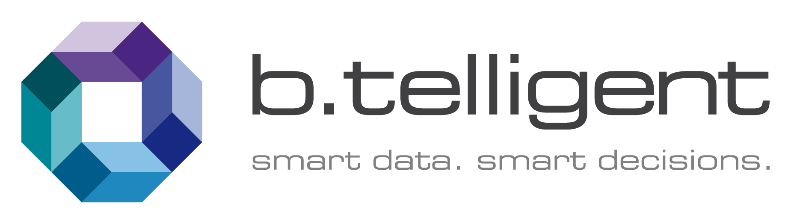 b.telligent
smart data. smart decisions.